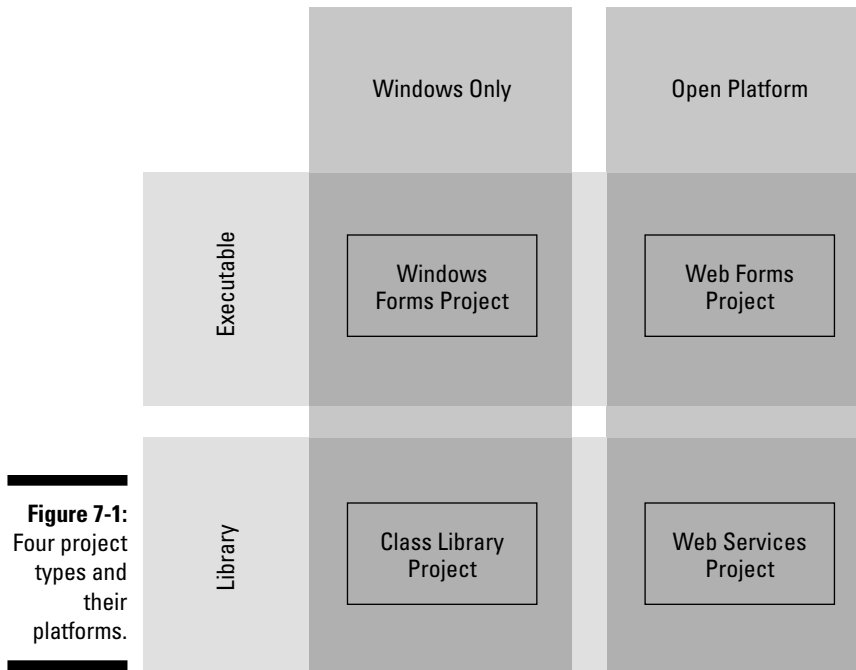 Windows Only
Open Platform
Executable
Windows
Forms Project
Web Forms
Project
Library
Class Library
Project
Web Services
Project
Figure 7-1:
Four project
types and
their
platforms.